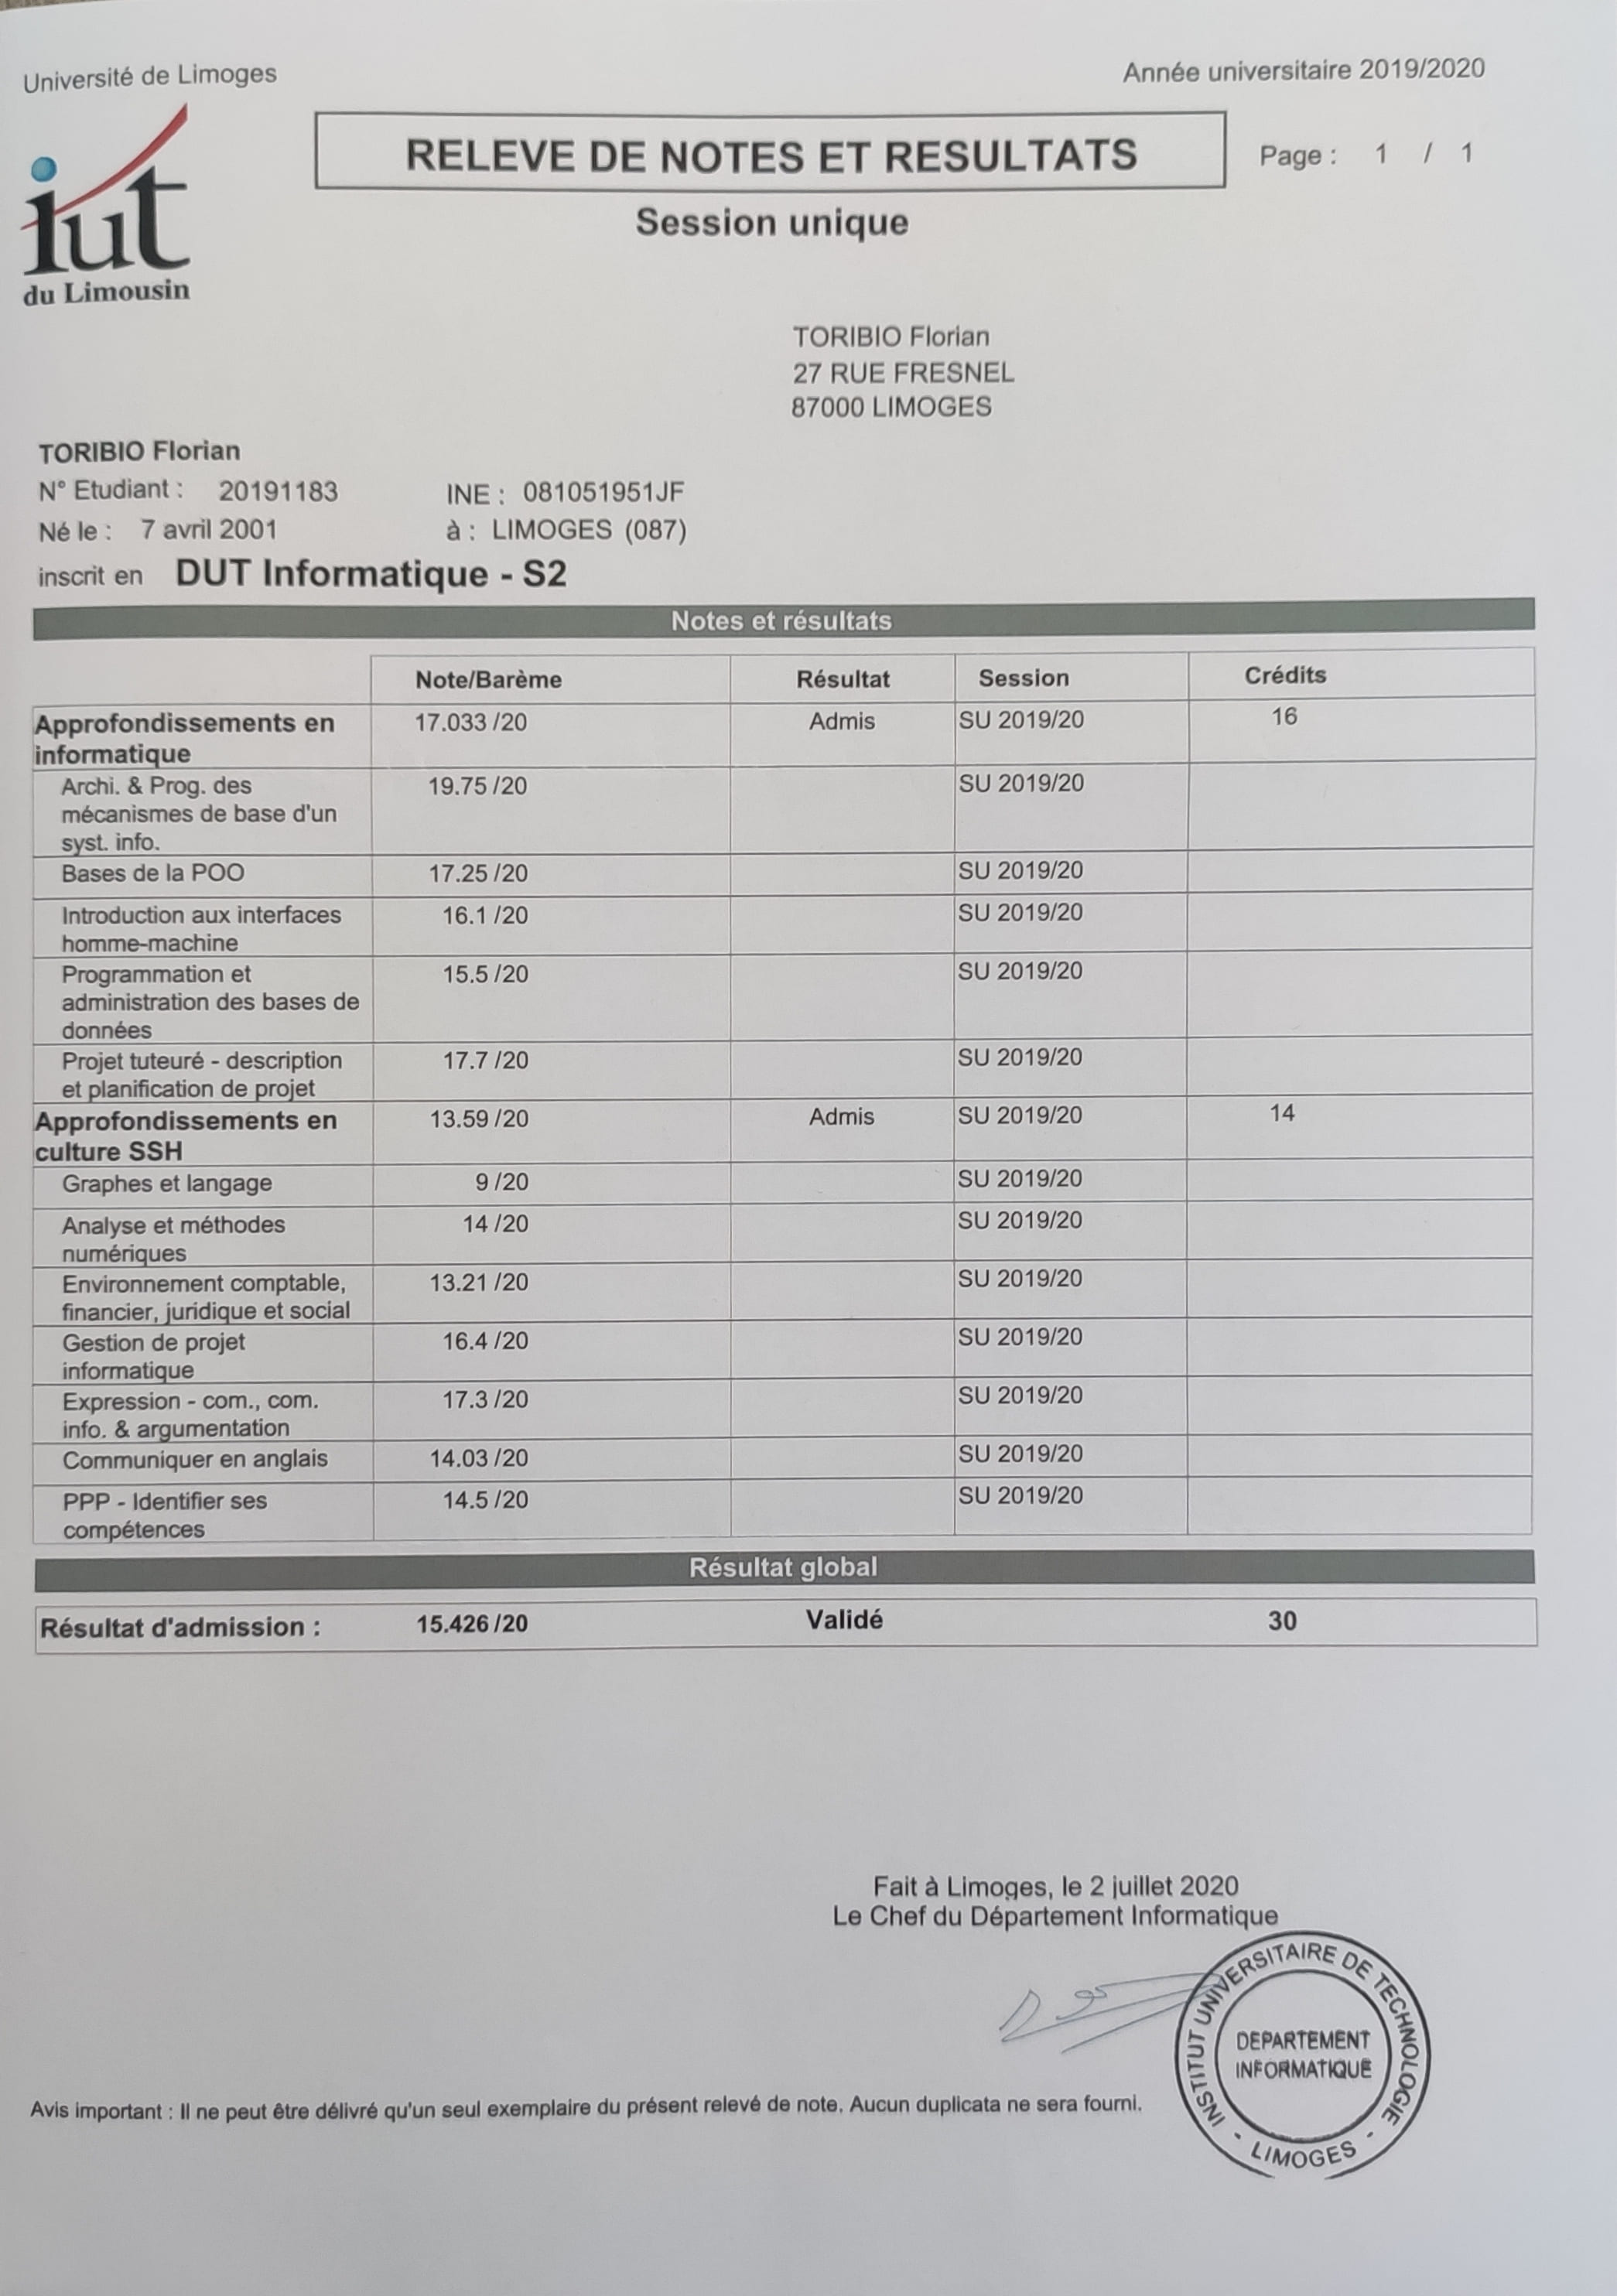 Université de Limoges
Année universitaire 2019/2020
iut
du Limousin
RELEVE DE NOTES ET RESULTATS
Page : 1 / 1
Session unique
TORIBIO Florian
27 RUE FRESNEL
87000 LIMOGES
TORIBIO Florian
N° Etudiant : 20191183 INE : 081051951JF
Né le : 7 avril 2001 à : LIMOGES (087)
inscrit en DUT Informatique - S2
Notes et résultats
Note/Barème Résultat Session Crédits
Approfondissements en 17.033 /20 Admis SU 2019/20 16
informatique
Archi. & Prog. des 19.75 /20 SU 2019/20
mécanismes de base d'un
syst. info.
Bases de la POO 17.25 /20 SU 2019/20
Introduction aux interfaces 16.1 /20 SU 2019/20
homme-machine
Programmation et 15.5 /20 SU 2019/20
administration des bases de
données
Projet tuteuré - description 17.7 /20 SU 2019/20
et planification de projet
Approfondissements en 13.59 /20 Admis SU 2019/20 14
culture SSH
Graphes et langage 9 /20 SU 2019/20
Analyse et méthodes 14 /20 SU 2019/20
numériques
Environnement comptable, 13.21 /20 SU 2019/20
financier, juridique et social
Gestion de projet 16.4 /20 SU 2019/20
informatique
Expression - com., com. 17.3 /20 SU 2019/20
info. & argumentation
Communiquer en anglais 14.03 /20 SU 2019/20
PPP - Identifier ses 14.5 /20 SU 2019/20
compétences
Résultat global
Résultat d'admission : 15.426 /20 Validé 30
Fait à Limoges, le 2 juillet 2020
Le Chef du Département Informatique
INSTITUT UNIVERSITAIRE DE TECHNOLOGIE
DEPARTEMENT
INFORMATIQUE
- LIMOGES -
Avis important : Il ne peut être délivré qu'un seul exemplaire du présent relevé de note. Aucun duplicata ne sera fourni.